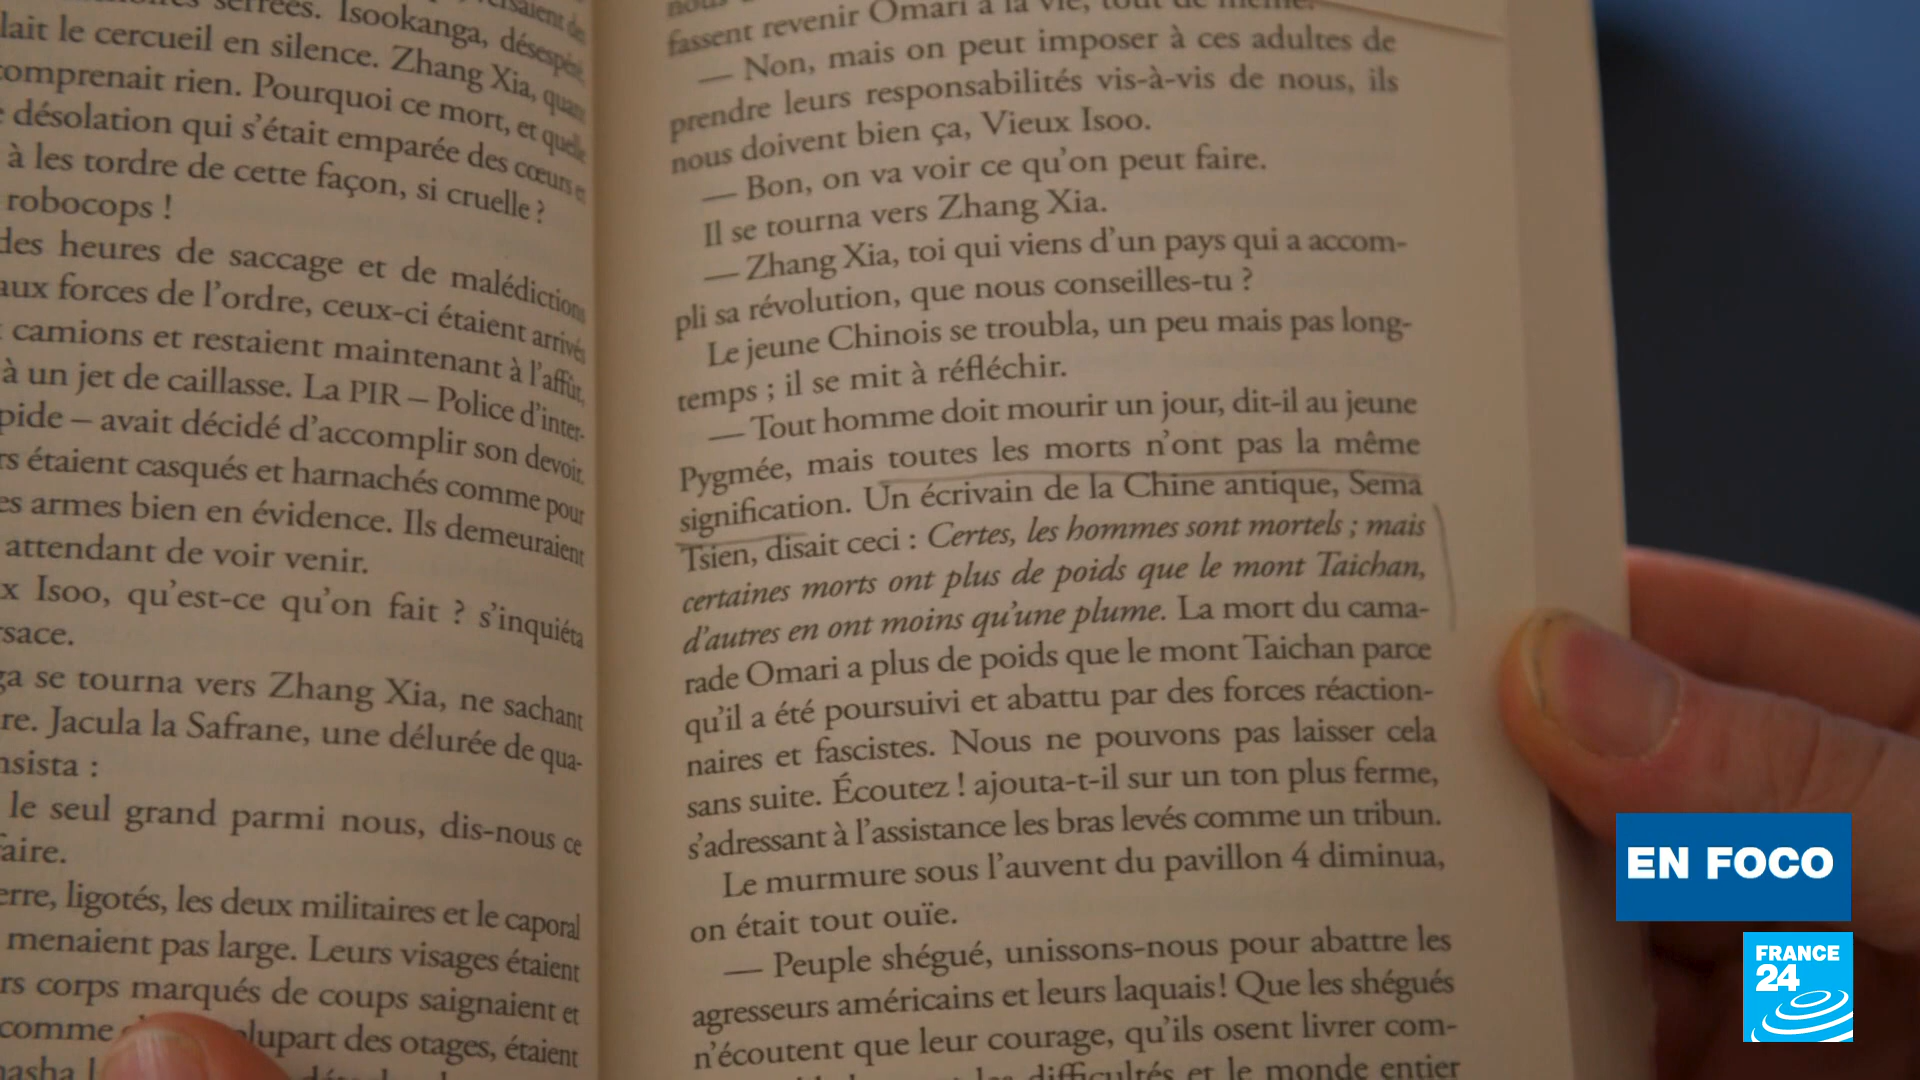 serrées. Isookanga, désespéré,
lait le cercueil en silence. Zhang Xia, quant
comprenait rien. Pourquoi ce mort, et quelle
désolation qui s'était emparée des cœurs et
à les tordre de cette façon, si cruelle ?
robocops !
des heures de saccage et de malédictions
aux forces de l'ordre, ceux-ci étaient arrivés
camions et restaient maintenant à l'affût,
à un jet de caillasse. La PIR – Police d'inter-
pide – avait décidé d'accomplir son devoir.
rs étaient casqués et harnachés comme pour
es armes bien en évidence. Ils demeuraient
attendant de voir venir.
x Isoo, qu'est-ce qu'on fait ? s'inquiéta
rsace.
ga se tourna vers Zhang Xia, ne sachant
re. Jacula la Safrane, une délurée de qua-
nsista :
le seul grand parmi nous, dis-nous ce
aire.
erre, ligotés, les deux militaires et le caporal
menaient pas large. Leurs visages étaient
rs corps marqués de coups saignaient et
comme plupart des otages, étaient
fassent revenir Omari à la vie, tout de même.
— Non, mais on peut imposer à ces adultes de
prendre leurs responsabilités vis-à-vis de nous, ils
nous doivent bien ça, Vieux Isoo.
— Bon, on va voir ce qu'on peut faire.
Il se tourna vers Zhang Xia.
— Zhang Xia, toi qui viens d'un pays qui a accom-
pli sa révolution, que nous conseilles-tu ?
Le jeune Chinois se troubla, un peu mais pas long-
temps ; il se mit à réfléchir.
— Tout homme doit mourir un jour, dit-il au jeune
Pygmée, mais toutes les morts n'ont pas la même
signification. Un écrivain de la Chine antique, Sema
Tsien, disait ceci : Certes, les hommes sont mortels ; mais
certaines morts ont plus de poids que le mont Taichan,
d'autres en ont moins qu'une plume. La mort du cama-
rade Omari a plus de poids que le mont Taichan parce
qu'il a été poursuivi et abattu par des forces réaction-
naires et fascistes. Nous ne pouvons pas laisser cela
sans suite. Écoutez ! ajouta-t-il sur un ton plus ferme,
s'adressant à l'assistance les bras levés comme un tribun.
Le murmure sous l'auvent du pavillon 4 diminua,
on était tout ouïe.
— Peuple shégué, unissons-nous pour abattre les
agresseurs américains et leurs laquais ! Que les shégués
n'écoutent que leur courage, qu'ils osent livrer com-
difficultés et le monde entier
EN FOCO
FRANCE
24